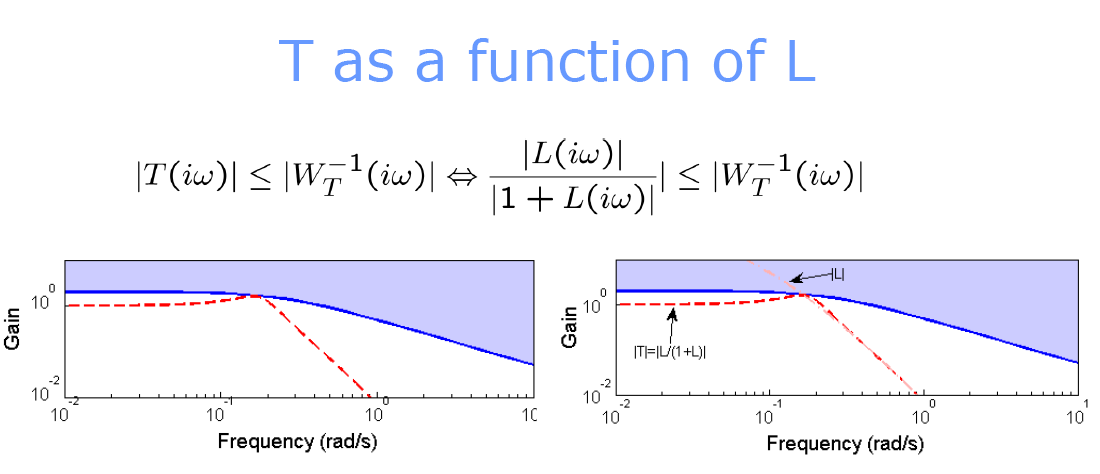 T as a function of L
|T(iω)| ≤ |W_T^{-1}(iω)| ⇔ |L(iω)| / |1 + L(iω)| | ≤ |W_T^{-1}(iω)|
Gain
10^0
10^-2
10^-2
10^-1
10^0
10
Frequency (rad/s)
Gain
10^0
10^-2
|L|
|T|=|L/(1+L)|
10^-2
10^-1
10^0
10^1
Frequency (rad/s)